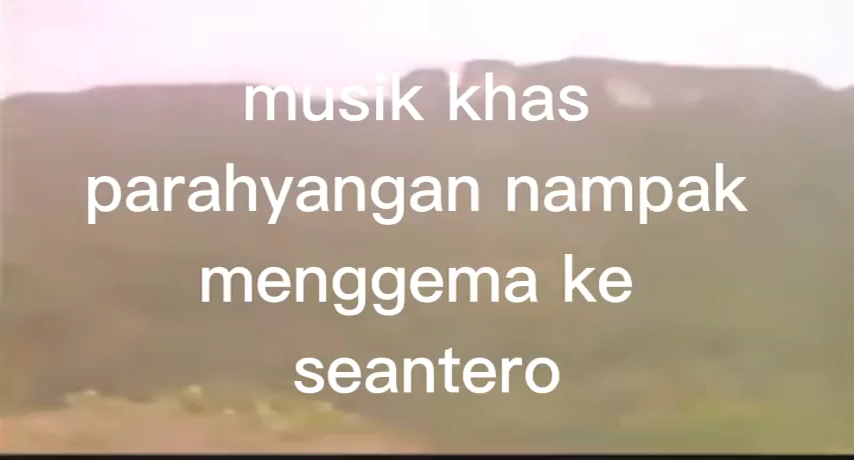 musik khas
parahyangan nampak
menggema ke
seantero